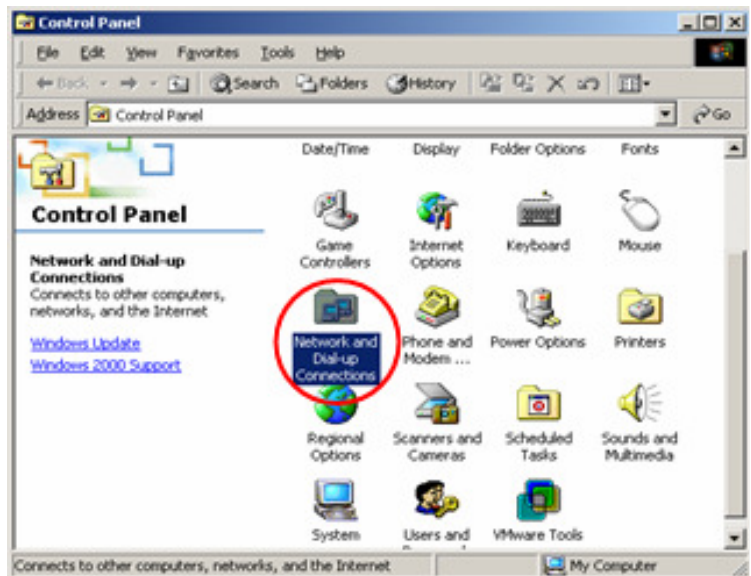 Control Panel
File Edit View Favorites Tools Help
Back Search Folders History
Address Control Panel Go
Control Panel
Network and Dial-up
Connections
Connects to other computers,
networks, and the Internet
Windows Update
Windows 2000 Support
Date/Time Display Folder Options Fonts
Game
Controllers
Internet
Options
Keyboard
Mouse
Network and
Dial-up
Connections
Phone and
Modem ...
Power Options
Printers
Regional
Options
Scanners and
Cameras
Scheduled
Tasks
Sounds and
Multimedia
System
Users and
VMware Tools
Connects to other computers, networks, and the Internet My Computer